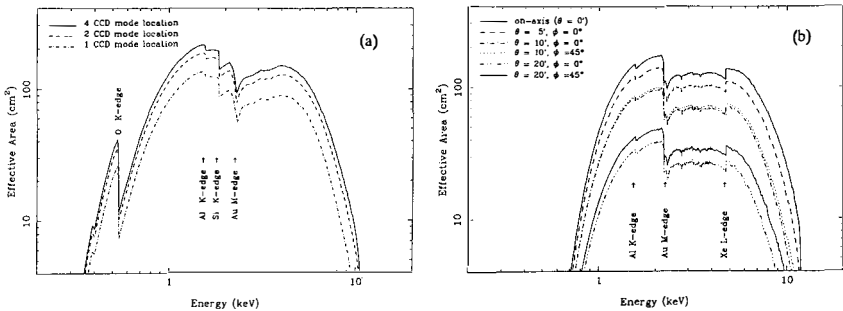 4 CCD mode location
2 CCD mode location
1 CCD mode location
(a)
Effective Area (cm²)
100
10
O K-edge
Al K-edge
Si K-edge
Au M-edge
1
10
Energy (keV)
on-axis (θ = 0')
θ = 5', ϕ = 0°
θ = 10', ϕ = 0°
θ = 10', ϕ =45°
θ = 20', ϕ = 0°
θ = 20', ϕ =45°
(b)
Effective Area (cm²)
100
10
Al K-edge
Au M-edge
Xe L-edge
1
10
Energy (keV)